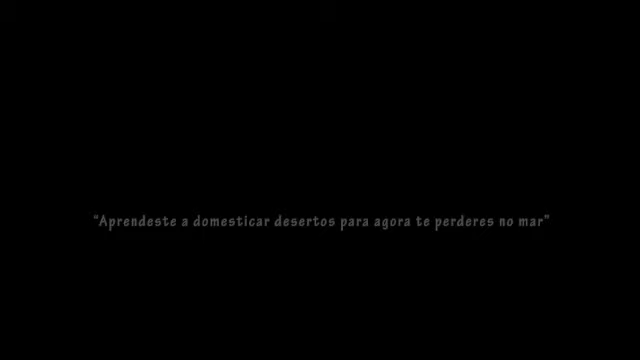 “Aprendeste a domesticar desertos para agora te perderes no mar”